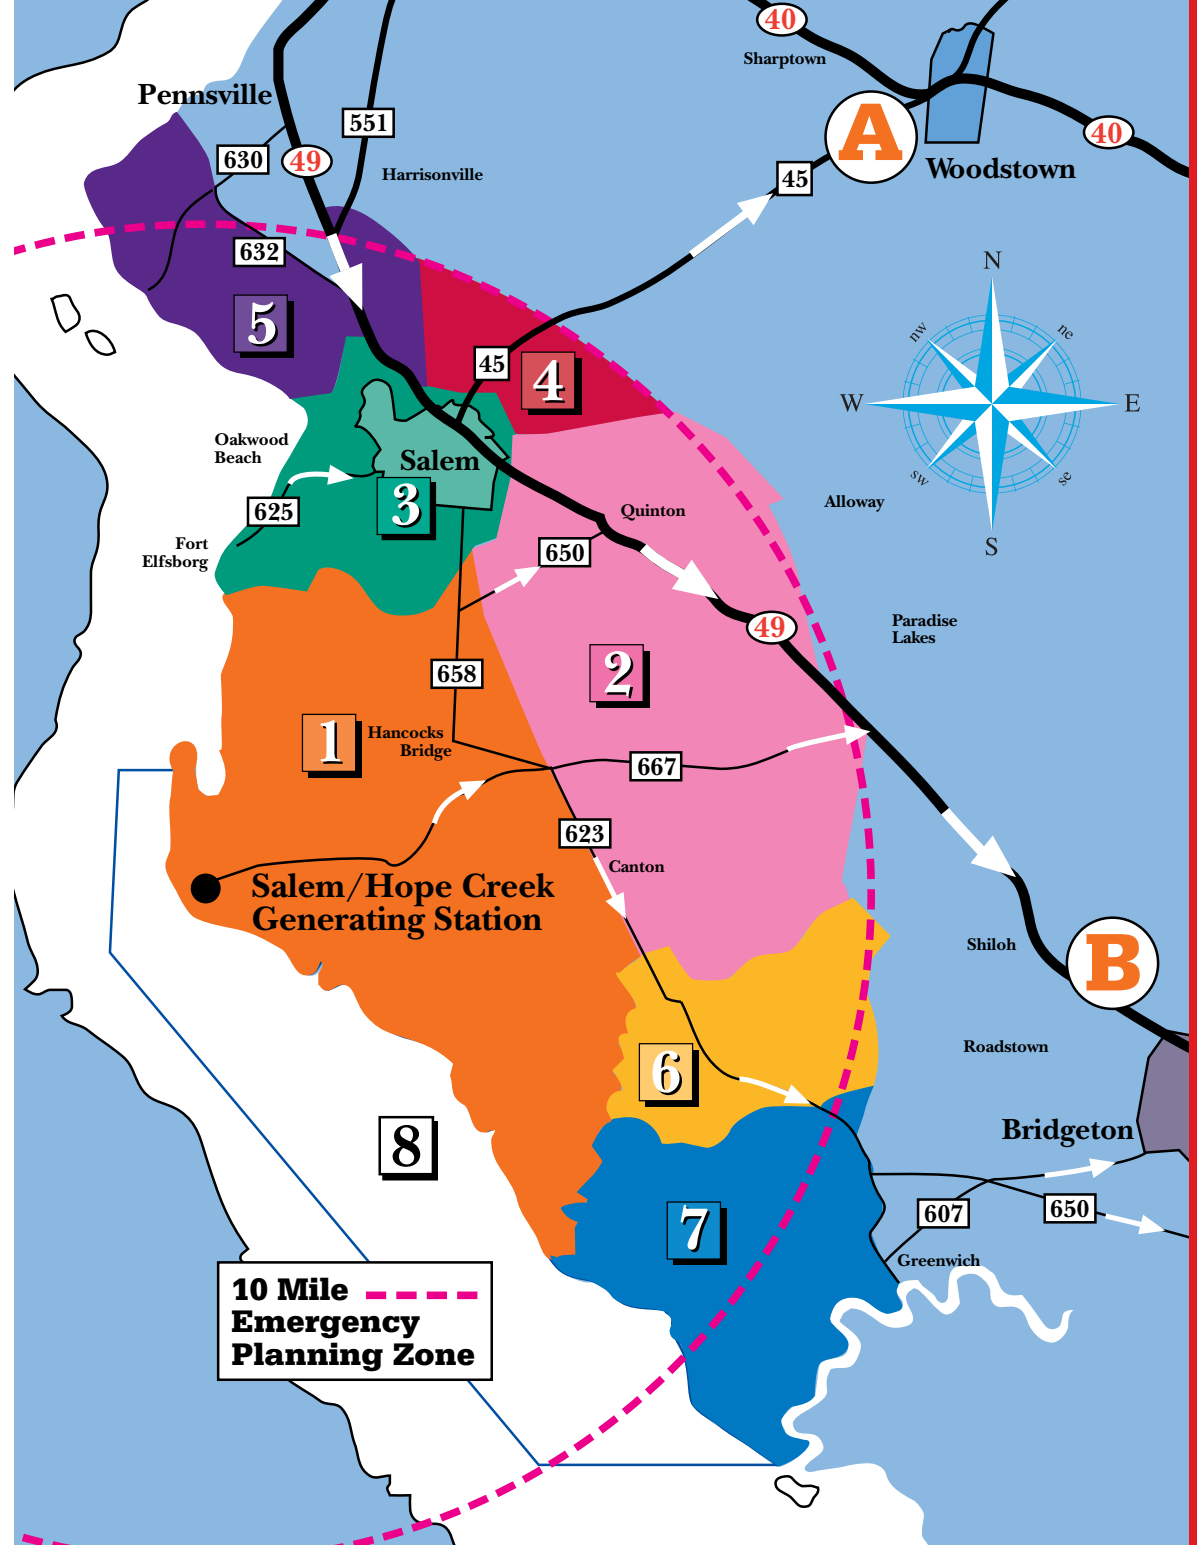 40
Sharptown
Pennsville
551
A
40
630
49
Harrisonville
45
Woodstown
632
N
nw
ne
5
45
4
W
E
Oakwood
Beach
Salem
sw
se
3
625
Quinton
Alloway
Fort
Elfsborg
650
S
49
Paradise
Lakes
658
2
1
Hancocks
Bridge
667
623
Canton
Salem/Hope Creek
Generating Station
Shiloh
B
6
Roadstown
8
Bridgeton
7
607
650
Greenwich
10 Mile
Emergency
Planning Zone